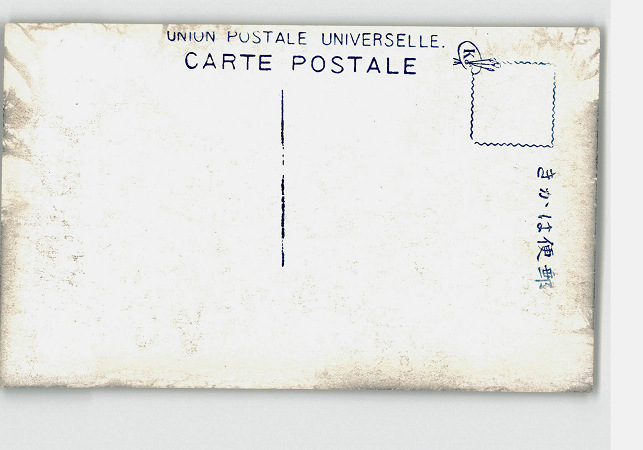 UNION POSTALE UNIVERSELLE.
CARTE POSTALE
K
きかは便郵